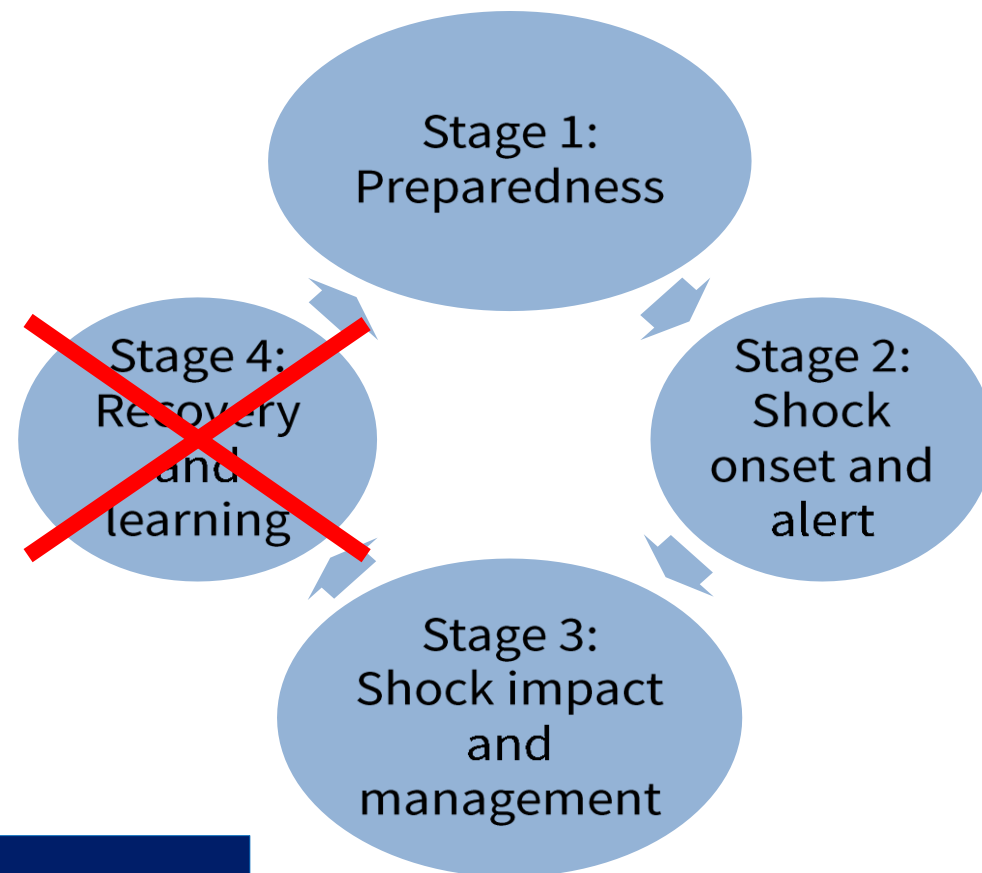 Stage 1:
Preparedness
Stage 2:
Shock
onset and
alert
Stage 3:
Shock impact
and
management
Stage 4:
Recovery
and
learning